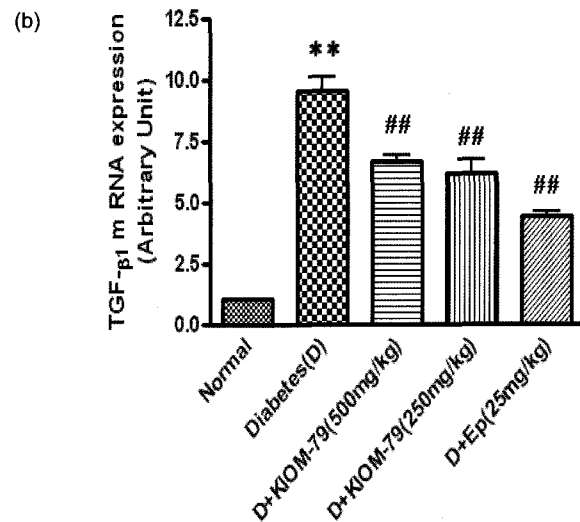 (b)
TGF-β1 m RNA expression
(Arbitrary Unit)
12.5
10.0
7.5
5.0
2.5
0.0
**
##
##
##
Normal
Diabetes(D)
D+KIOM-79(500mg/kg)
D+KIOM-79(250mg/kg)
D+Ep(25mg/kg)